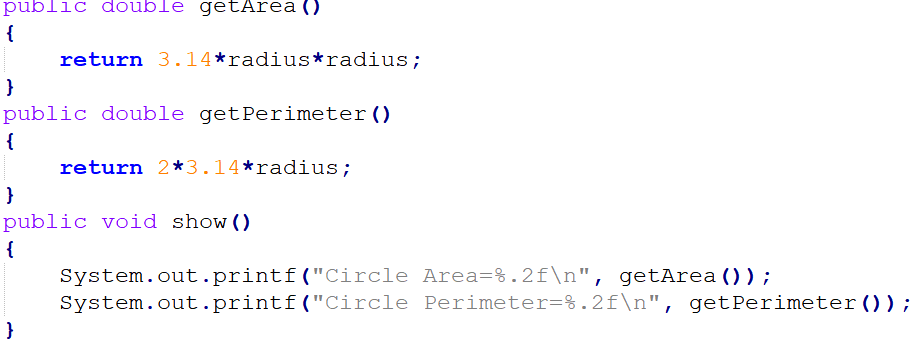 public double getArea()
{
    return 3.14*radius*radius;
}
public double getPerimeter()
{
    return 2*3.14*radius;
}
public void show()
{
    System.out.printf("Circle Area=%.2f\n", getArea());
    System.out.printf("Circle Perimeter=%.2f\n", getPerimeter());
}